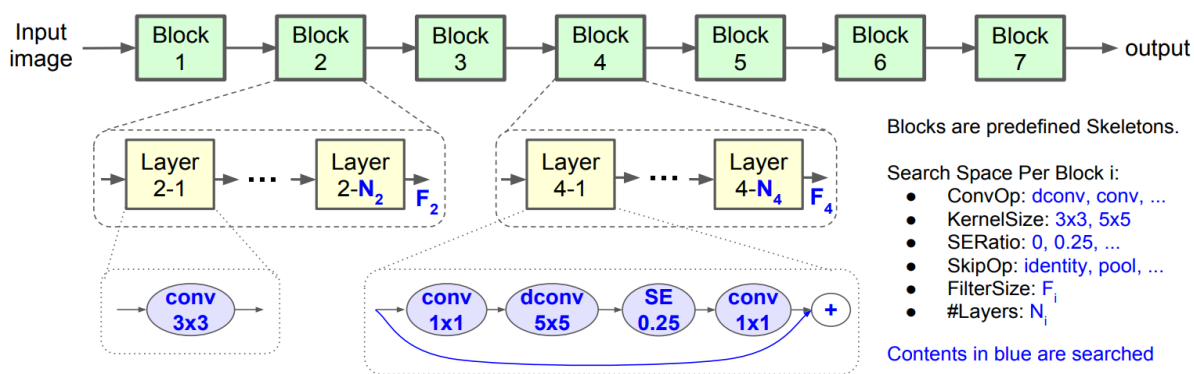 Input image
Block 1
Block 2
Block 3
Block 4
Block 5
Block 6
Block 7
output
Layer 2-1
...
Layer 2-N₂
F₂
Layer 4-1
...
Layer 4-N₄
F₄
conv 3x3
conv 1x1
dconv 5x5
SE 0.25
conv 1x1
+
Blocks are predefined Skeletons.
Search Space Per Block i:
● ConvOp: dconv, conv, ...
● KernelSize: 3x3, 5x5
● SERatio: 0, 0.25, ...
● SkipOp: identity, pool, ...
● FilterSize: Fᵢ
● #Layers: Nᵢ
Contents in blue are searched